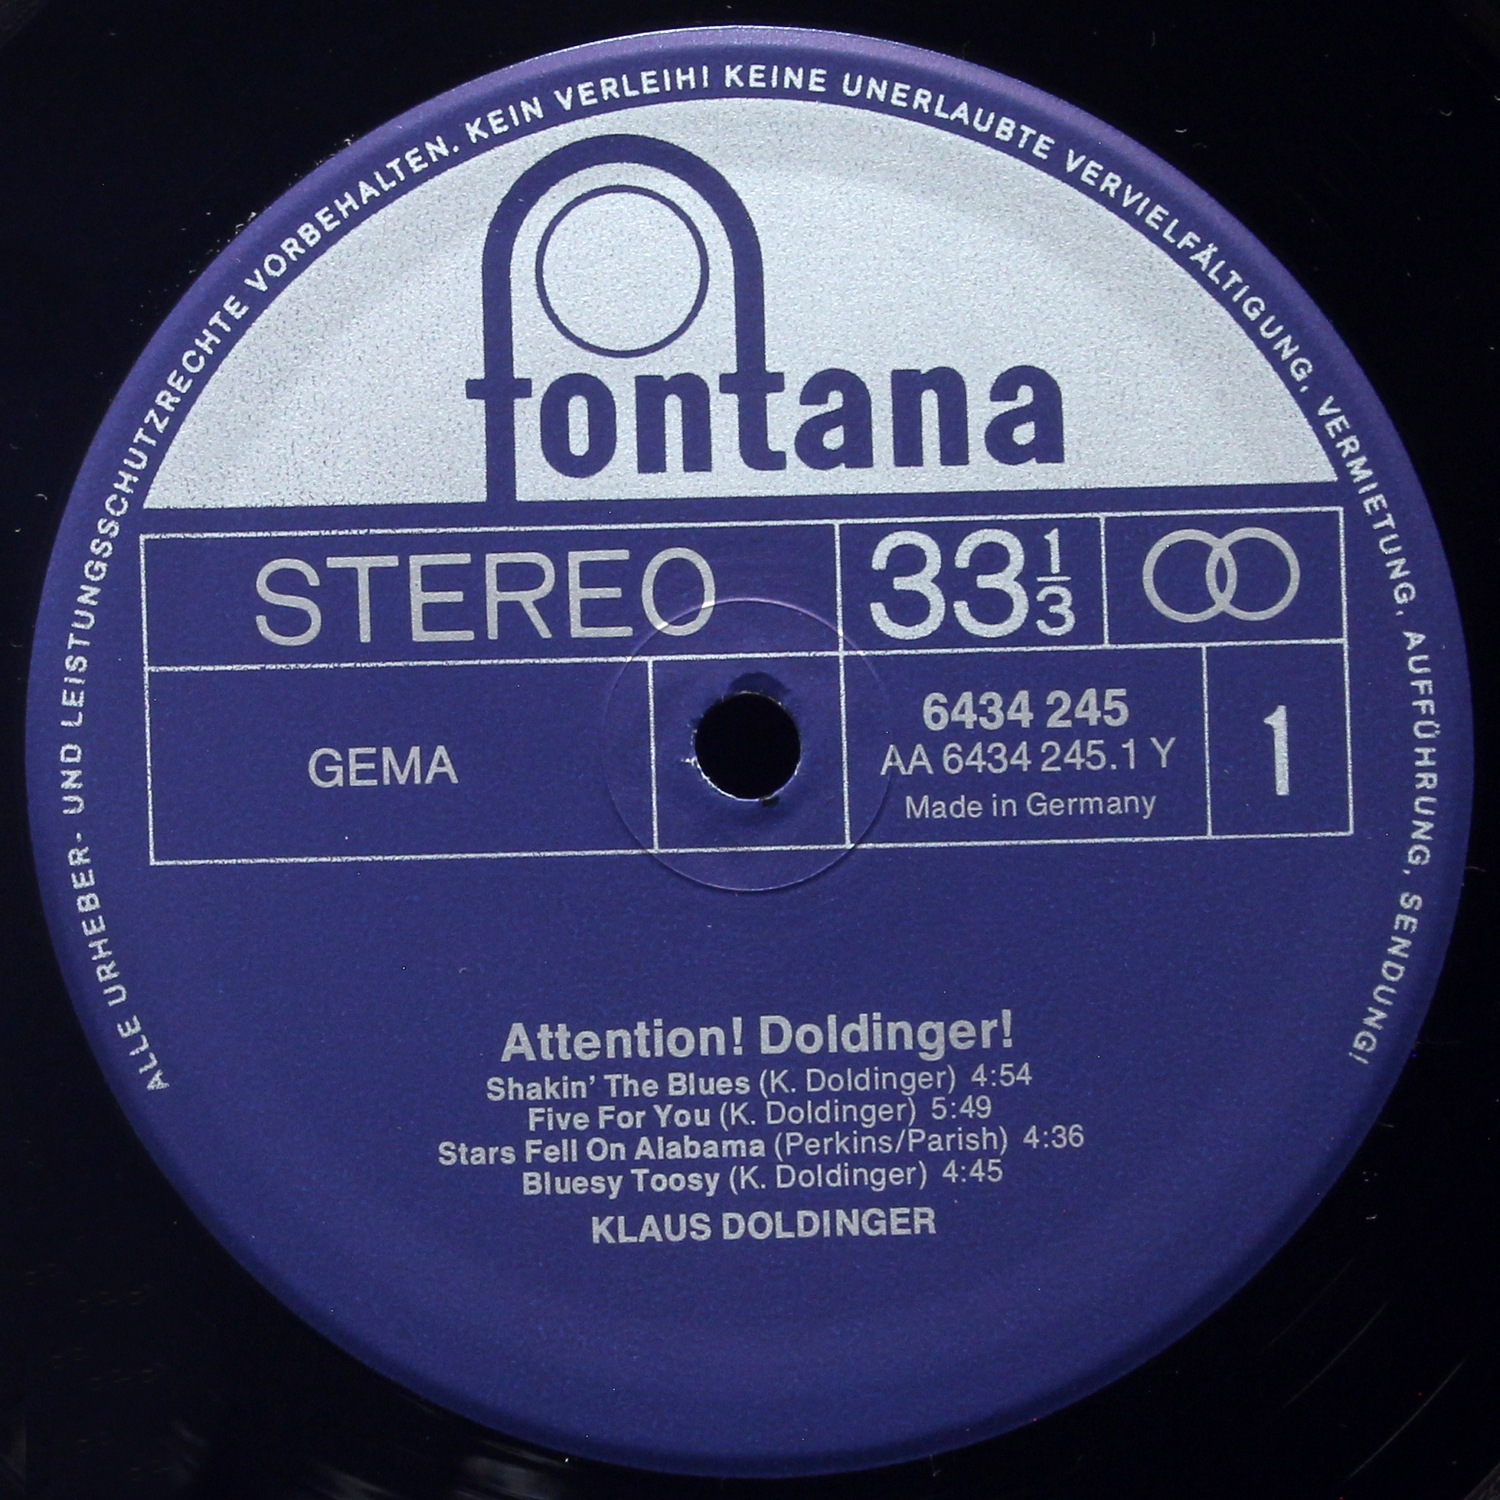 ALLE URHEBER- UND LEISTUNGSSCHUTZRECHTE VORBEHALTEN. KEIN VERLEIH! KEINE UNERLAUBTE VERVIELFÄLTIGUNG, VERMIETUNG, AUFFÜHRUNG, SENDUNG!
fontana
STEREO 33 1/3
GEMA
6434 245
AA 6434 245.1 Y
Made in Germany
1
Attention! Doldinger!
Shakin' The Blues (K. Doldinger) 4:54
Five For You (K. Doldinger) 5:49
Stars Fell On Alabama (Perkins/Parish) 4:36
Bluesy Toosy (K. Doldinger) 4:45
KLAUS DOLDINGER